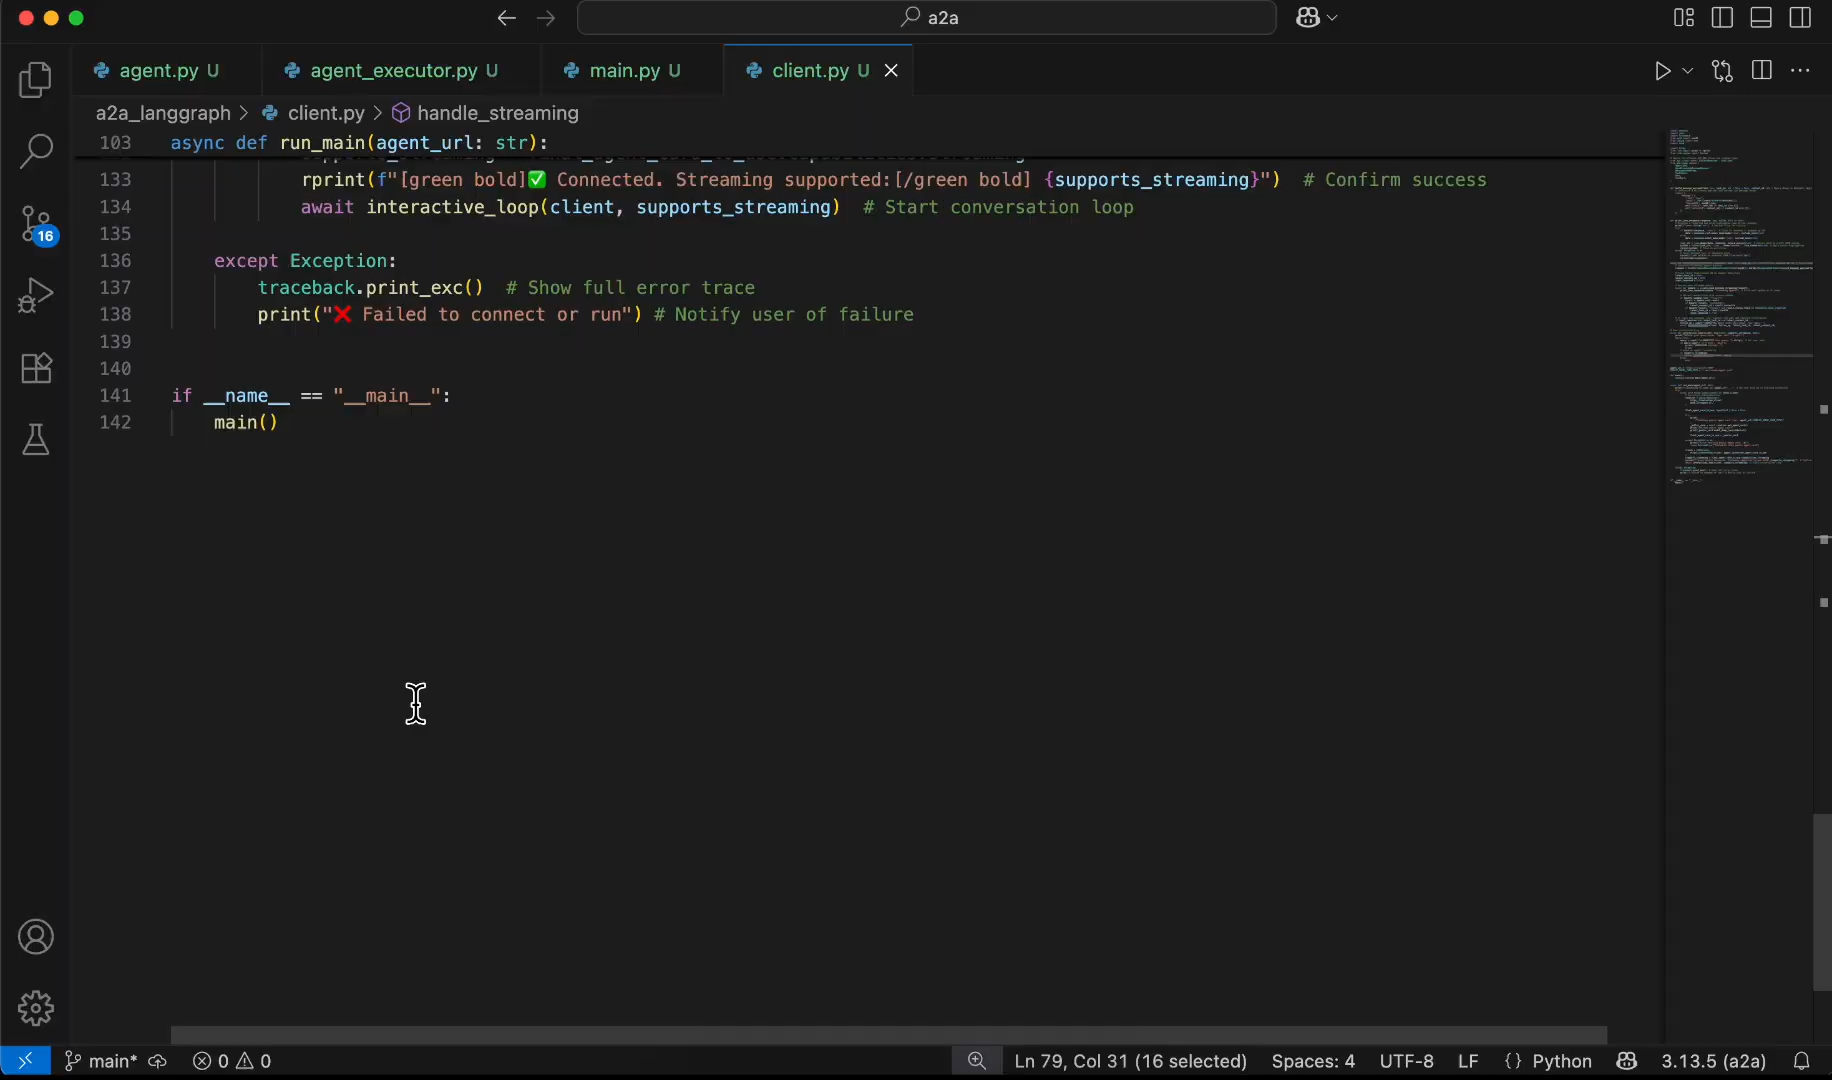 a2a
agent.py U
agent_executor.py U
main.py U
client.py U
a2a_langgraph > client.py > handle_streaming
103 async def run_main(agent_url: str):
133 rprint(f"[green bold]✅ Connected. Streaming supported:[/green bold] {supports_streaming}") # Confirm success
134 await interactive_loop(client, supports_streaming) # Start conversation loop
135
136 except Exception:
137 traceback.print_exc() # Show full error trace
138 print("❌ Failed to connect or run") # Notify user of failure
139
140
141 if __name__ == "__main__":
142 main()
16
main* 0 0 Ln 79, Col 31 (16 selected) Spaces: 4 UTF-8 LF {} Python 3.13.5 (a2a)